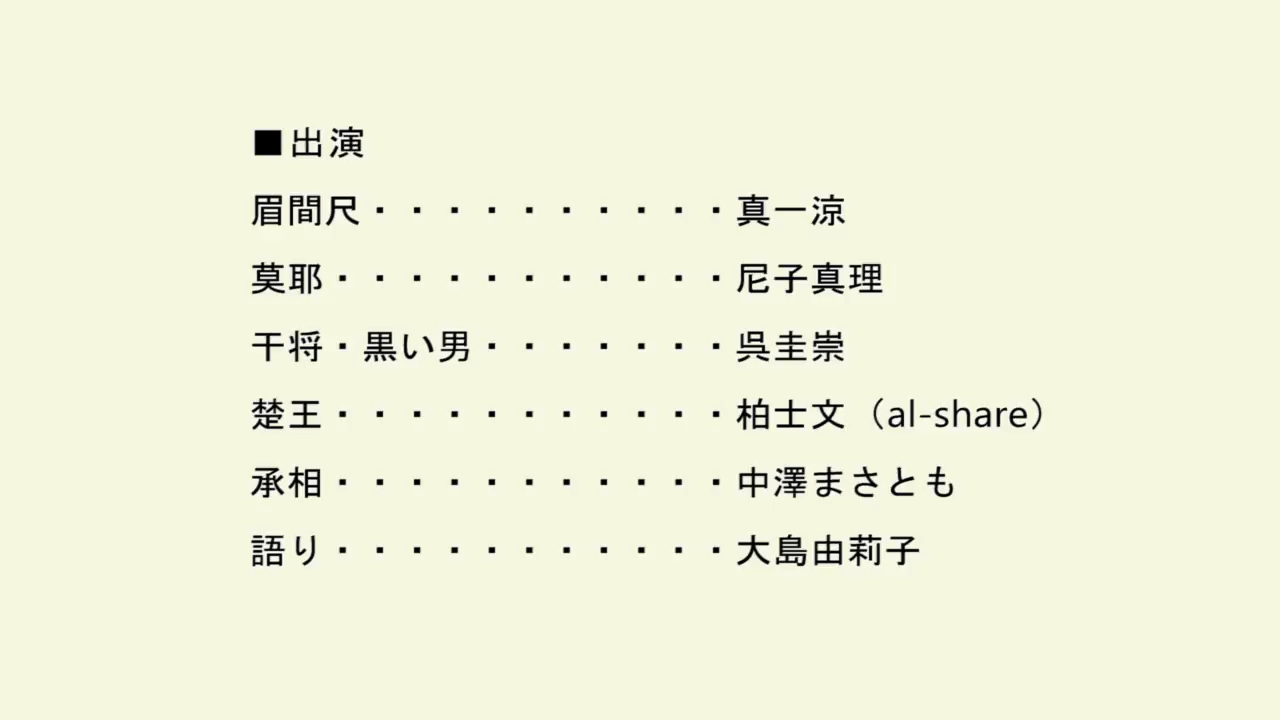 ■出演
眉間尺・・・・・・・・・・真一涼
莫耶・・・・・・・・・・・尼子真理
干将・黒い男・・・・・・・呉圭崇
楚王・・・・・・・・・・・柏士文（al-share）
承相・・・・・・・・・・・中澤まさとも
語り・・・・・・・・・・・大島由莉子